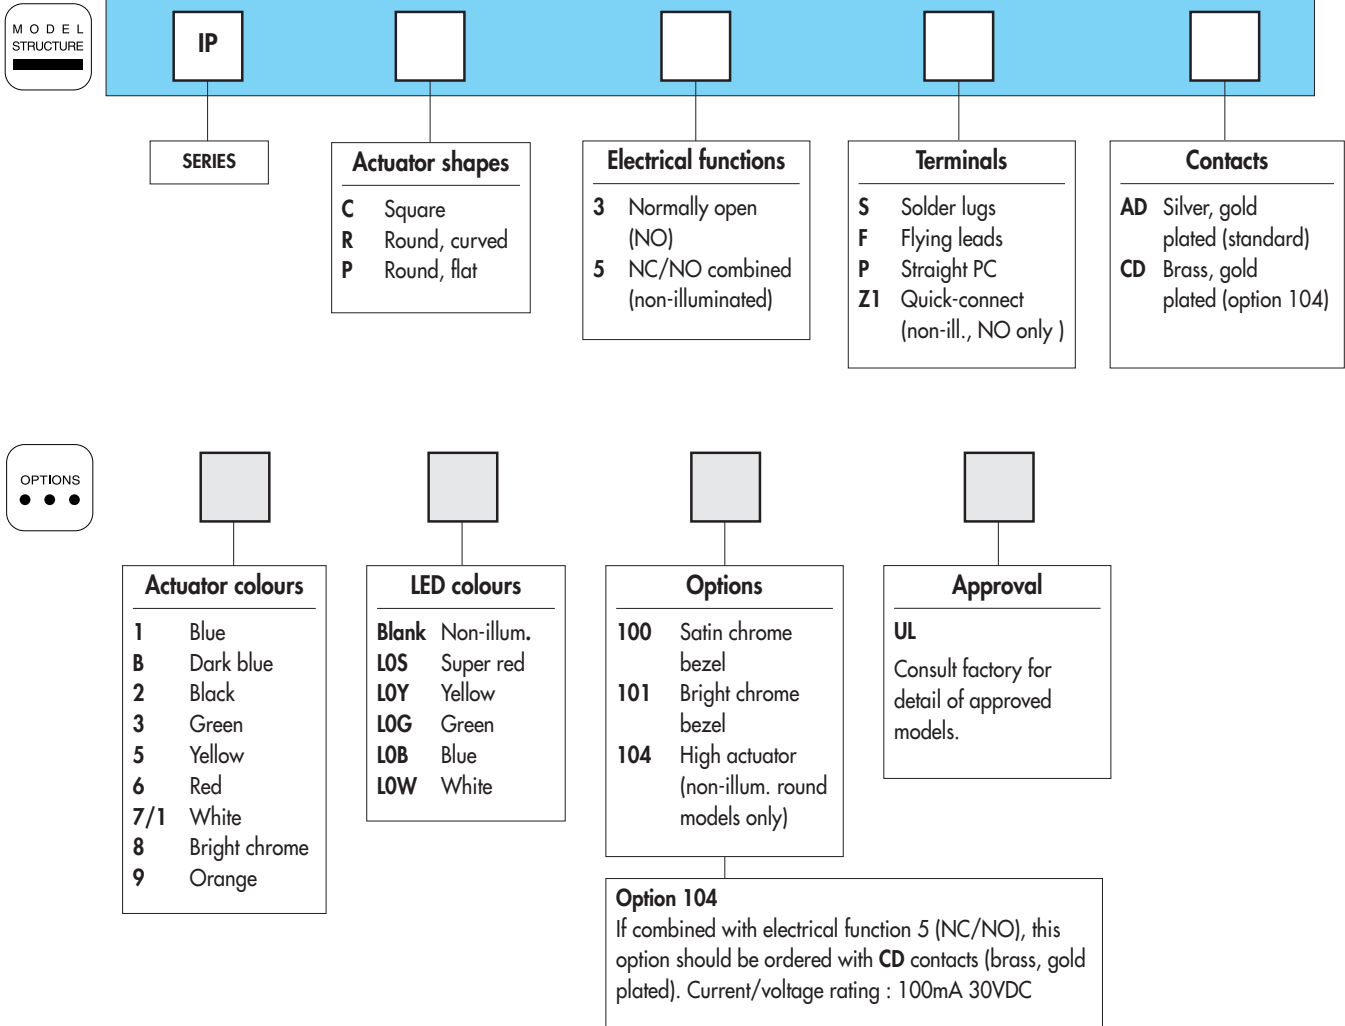 MODEL
STRUCTURE
IP
SERIES
Actuator shapes
C Square
R Round, curved
P Round, flat
Electrical functions
3 Normally open
(NO)
5 NC/NO combined
(non-illuminated)
Terminals
S Solder lugs
F Flying leads
P Straight PC
Z1 Quick-connect
(non-ill., NO only )
Contacts
AD Silver, gold
plated (standard)
CD Brass, gold
plated (option 104)
OPTIONS
Actuator colours
1 Blue
B Dark blue
2 Black
3 Green
5 Yellow
6 Red
7/1 White
8 Bright chrome
9 Orange
LED colours
Blank Non-illum.
L0S Super red
L0Y Yellow
L0G Green
L0B Blue
L0W White
Options
100 Satin chrome
bezel
101 Bright chrome
bezel
104 High actuator
(non-illum. round
models only)
Approval
UL
Consult factory for
detail of approved
models.
Option 104
If combined with electrical function 5 (NC/NO), this
option should be ordered with CD contacts (brass, gold
plated). Current/voltage rating : 100mA 30VDC